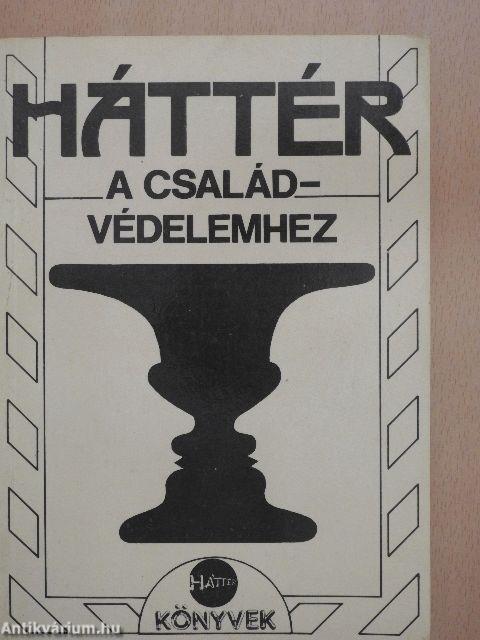 HÁTTÉR
A CSALÁD-
VÉDELEMHEZ
HÁTTÉR
KÖNYVEK
Antikvárium.hu